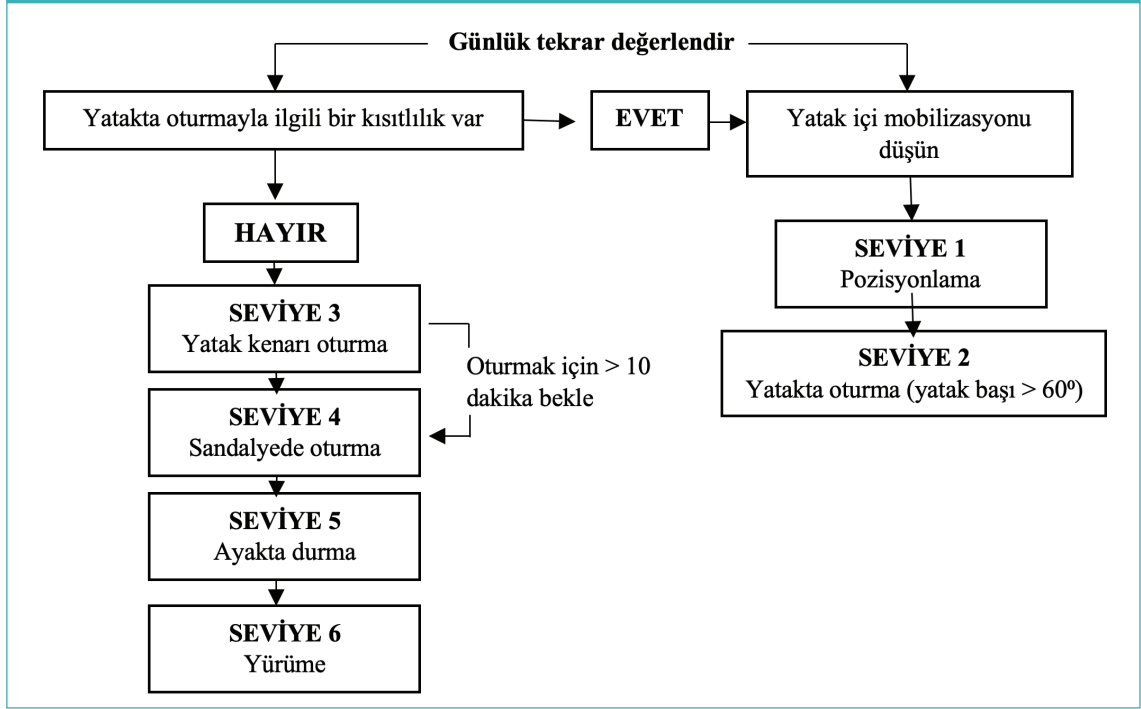 Günlük tekrar değerlendir
Yatakta oturmayla ilgili bir kısıtlılık var
EVET
Yatak içi mobilizasyonu
düşün
HAYIR
SEVİYE 1
Pozisyonlama
SEVİYE 2
Yatakta oturma (yatak başı > 60⁰)
SEVİYE 3
Yatak kenarı oturma
Oturmak için > 10
dakika bekle
SEVİYE 4
Sandalyede oturma
SEVİYE 5
Ayakta durma
SEVİYE 6
Yürüme